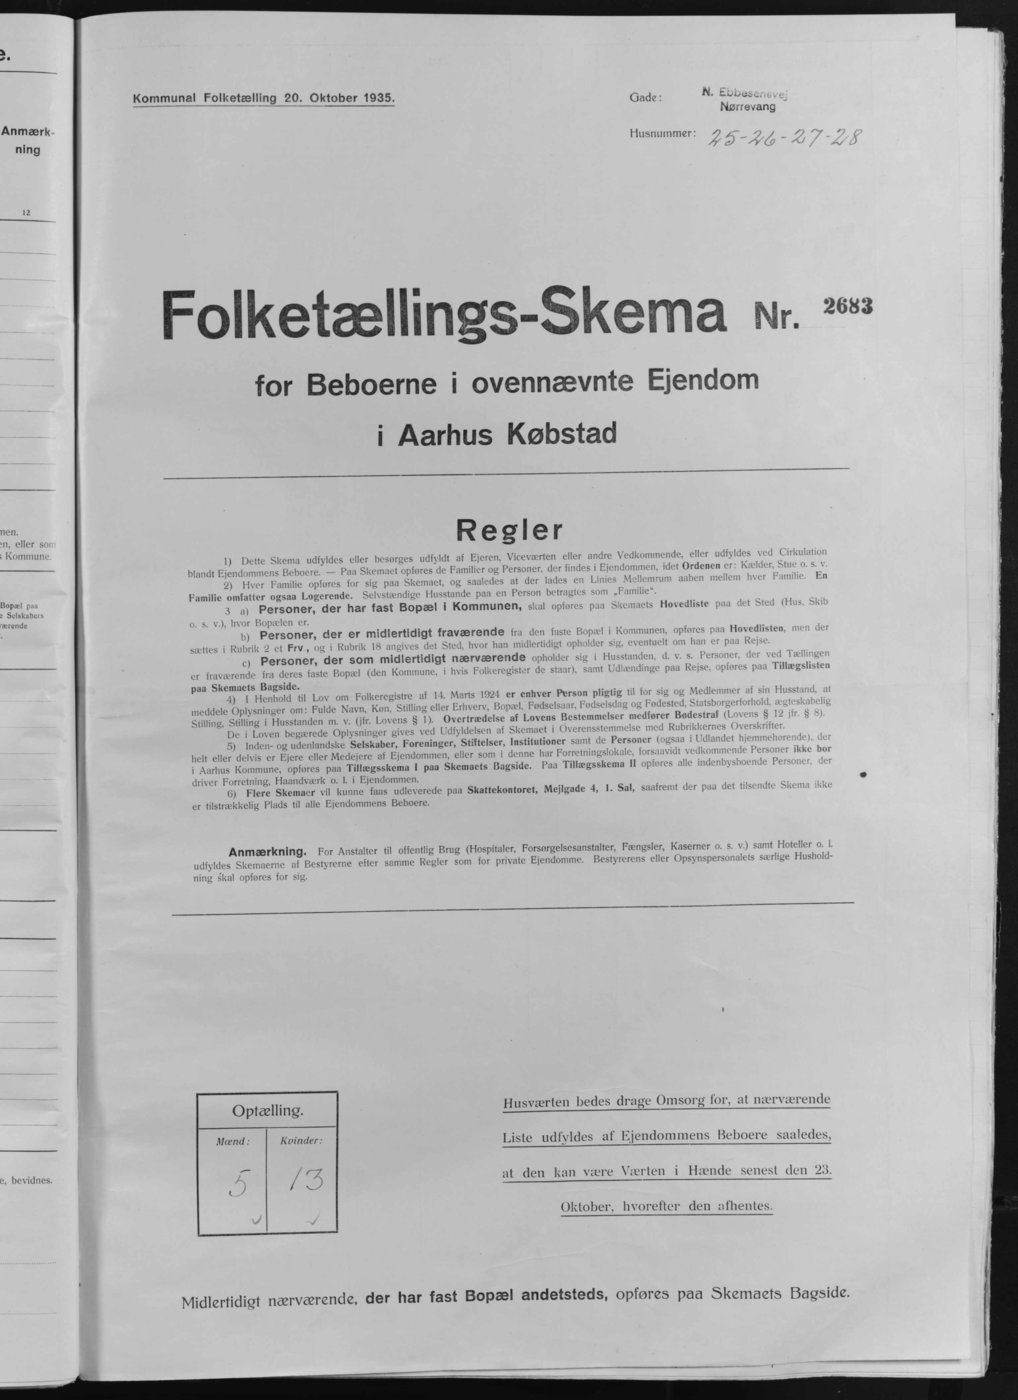 e.
Anmærk-
ning
12
men.
en, eller som
s Kommune.
Bopæl paa
e Selskabers
værende
e, bevidnes.
Kommunal Folketælling 20. Oktober 1935.
Gade: N. Ebbesensvej
Nørrevang
Husnummer: 25-26-27-28
Folketællings-Skema Nr. 2683
for Beboerne i ovennævnte Ejendom
i Aarhus Købstad
Regler
1) Dette Skema udfyldes eller besørges udfyldt af Ejeren, Viceværten eller andre Vedkommende, eller udfyldes ved Cirkulation
blandt Ejendommens Beboere. — Paa Skemaet opføres de Familier og Personer, der findes i Ejendommen, idet Ordenen er: Kælder, Stue o. s. v.
2) Hver Familie opføres for sig paa Skemaet, og saaledes at der lades en Linies Mellemrum aaben mellem hver Familie. En
Familie omfatter ogsaa Logerende. Selvstændige Husstande paa en Person betragtes som „Familie“.
3 a) Personer, der har fast Bopæl i Kommunen, skal opføres paa Skemaets Hovedliste paa det Sted (Hus, Skib
o. s. v.), hvor Bopælen er.
b) Personer, der er midlertidigt fraværende fra den faste Bopæl i Kommunen, opføres paa Hovedlisten, men der
sættes i Rubrik 2 et Frv., og i Rubrik 18 angives det Sted, hvor han midlertidigt opholder sig, eventuelt om han er paa Rejse.
c) Personer, der som midlertidigt nærværende opholder sig i Husstanden, d. v. s. Personer, der ved Tællingen
er fraværende fra deres faste Bopæl (den Kommune, i hvis Folkeregister de staar), samt Udlændinge paa Rejse, opføres paa Tillægslisten
paa Skemaets Bagside.
4) I Henhold til Lov om Folkeregistre af 14. Marts 1924 er enhver Person pligtig til for sig og Medlemmer af sin Husstand, at
meddele Oplysninger om: Fulde Navn, Køn, Stilling eller Erhverv, Bopæl, Fødselsaar, Fødselsdag og Fødested, Statsborgerforhold, ægteskabelig
Stilling, Stilling i Husstanden m. v. (jfr. Lovens § 1). Overtrædelse af Lovens Bestemmelser medfører Bødestraf (Lovens § 12 jfr. § 8).
De i Loven begærede Oplysninger gives ved Udfyldelsen af Skemaet i Overensstemmelse med Rubrikkernes Overskrifter.
5) Inden- og udenlandske Selskaber, Foreninger, Stiftelser, Institutioner samt de Personer (ogsaa i Udlandet hjemmehørende), der
helt eller delvis er Ejere eller Medejere af Ejendommen, eller som i denne har Forretningslokale, forsaavidt vedkommende Personer ikke bor
i Aarhus Kommune, opføres paa Tillægsskema I paa Skemaets Bagside. Paa Tillægsskema II opføres alle indenbysboende Personer, der
driver Forretning, Haandværk o. l. i Ejendommen.
6) Flere Skemaer vil kunne faas udleverede paa Skattekontoret, Mejlgade 4, 1. Sal, saafremt der paa det tilsendte Skema ikke
er tilstrækkelig Plads til alle Ejendommens Beboere.
Anmærkning. For Anstalter til offentlig Brug (Hospitaler, Forsørgelsesanstalter, Fængsler, Kaserner o. s. v.) samt Hoteller o. l.
udfyldes Skemaerne af Bestyrerne efter samme Regler som for private Ejendomme. Bestyrerens eller Opsynspersonalets særlige Hushold-
ning skal opføres for sig.
Optælling.
Mænd: Kvinder:
5 13
Husværten bedes drage Omsorg for, at nærværende
Liste udfyldes af Ejendommens Beboere saaledes,
at den kan være Værten i Hænde senest den 23.
Oktober, hvorefter den afhentes.
Midlertidigt nærværende, der har fast Bopæl andetsteds, opføres paa Skemaets Bagside.